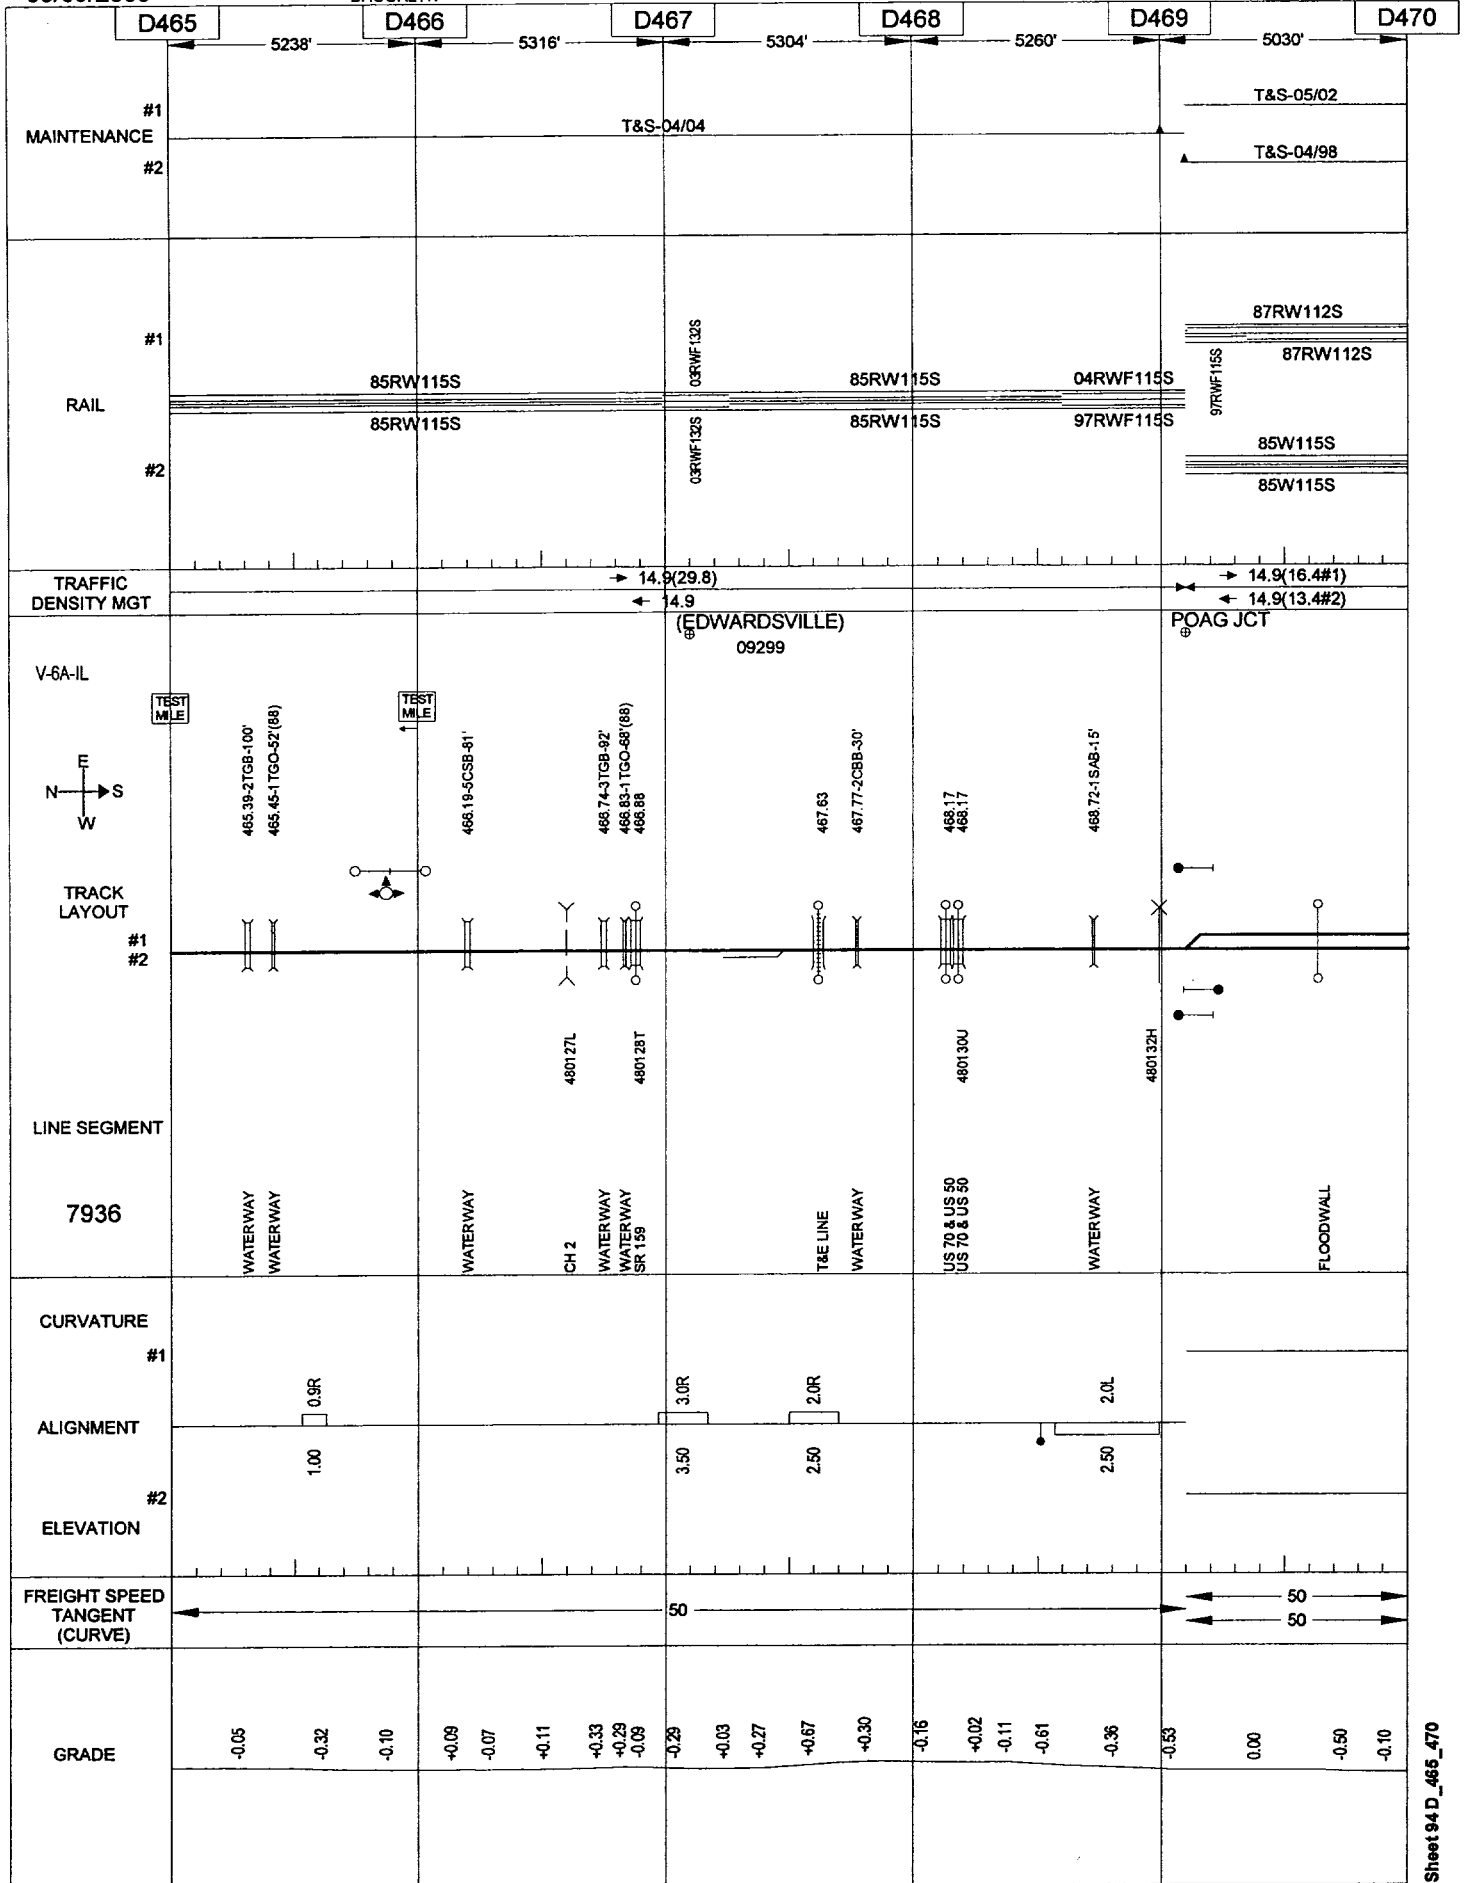 D465
D466
D467
D468
D469
D470
5238'
5316'
5304'
5260'
5030'
#1
MAINTENANCE
#2
T&S-04/04
T&S-05/02
T&S-04/98
#1
RAIL
#2
85RW115S
85RW115S
03RWF132S
03RWF132S
85RW115S
85RW115S
04RWF115S
97RWF115S
97RWF115S
87RW112S
87RW112S
85W115S
85W115S
TRAFFIC
DENSITY MGT
14.9(29.8)
14.9
14.9(16.4#1)
14.9(13.4#2)
(EDWARDSVILLE)
09299
POAG JCT
V-6A-IL
TEST
MILE
TEST
MILE
E
N
S
W
465.39-2TGB-100'
465.45-1TGO-52'(88)
466.19-5CSB-81'
466.74-3TGB-92'
466.83-1TGO-68'(88)
466.88
467.63
467.77-2CBB-30'
468.17
468.17
468.72-1SAB-15'
TRACK
LAYOUT
#1
#2
480127L
480128T
480130U
480132H
LINE SEGMENT
7936
WATERWAY
WATERWAY
WATERWAY
CH 2
WATERWAY
WATERWAY
SR 159
T&E LINE
WATERWAY
US 70 & US 50
US 70 & US 50
WATERWAY
FLOODWALL
CURVATURE
#1
ALIGNMENT
#2
ELEVATION
0.9R
1.00
3.0R
3.50
2.0R
2.50
2.0L
2.50
FREIGHT SPEED
TANGENT
(CURVE)
50
50
50
GRADE
-0.05
-0.32
-0.10
+0.09
-0.07
+0.11
+0.33
+0.29
-0.09
-0.29
+0.03
+0.27
+0.67
+0.30
-0.16
+0.02
-0.11
-0.61
-0.36
-0.53
0.00
-0.50
-0.10
Sheet 94 D_465_470